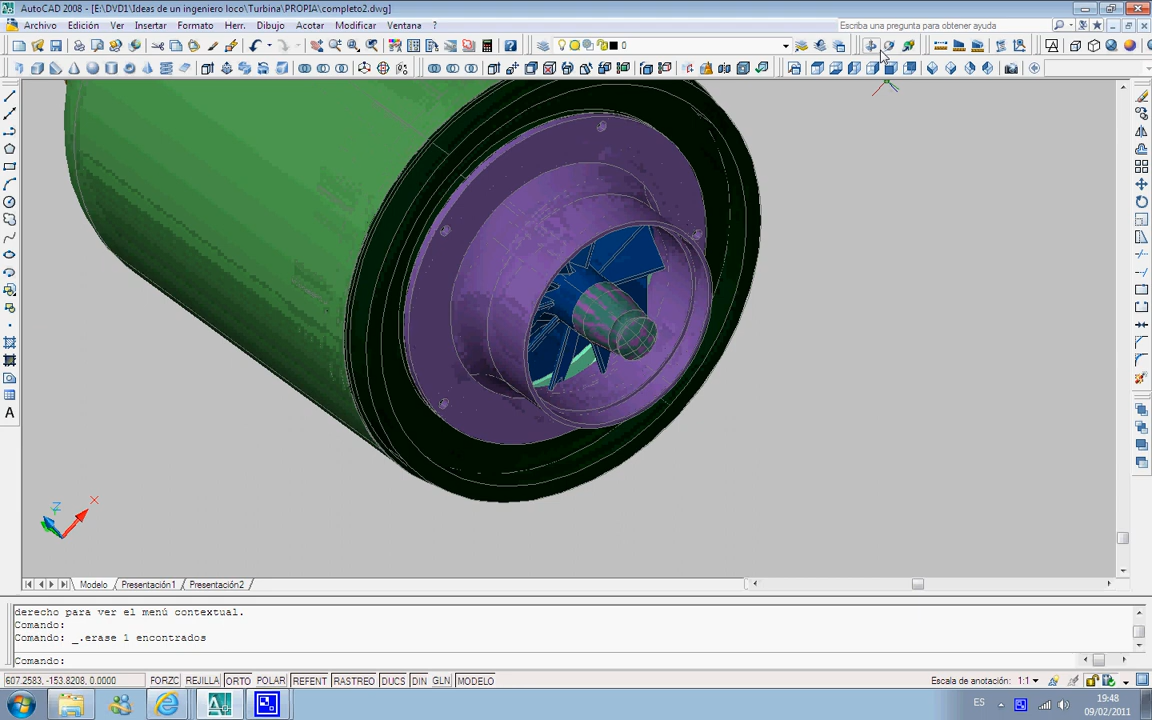 AutoCAD 2008 - [E:\DVD1\Ideas de un ingeniero loco\Turbina\PROPIA\completo2.dwg]
Archivo Edición Ver Insertar Formato Herr. Dibujo Acotar Modificar Ventana ?
Escriba una pregunta para obtener ayuda
0
A
X
Z
Modelo Presentación1 Presentación2
derecho para ver el menú contextual.
Comando:
Comando: _.erase 1 encontrados
Comando:
607.2583, -153.8208, 0.0000 FORZC REJILLA ORTO POLAR REFENT RASTREO DUCS DIN GLN MODELO Escala de anotación: 1:1
ES
19:48
09/02/2011